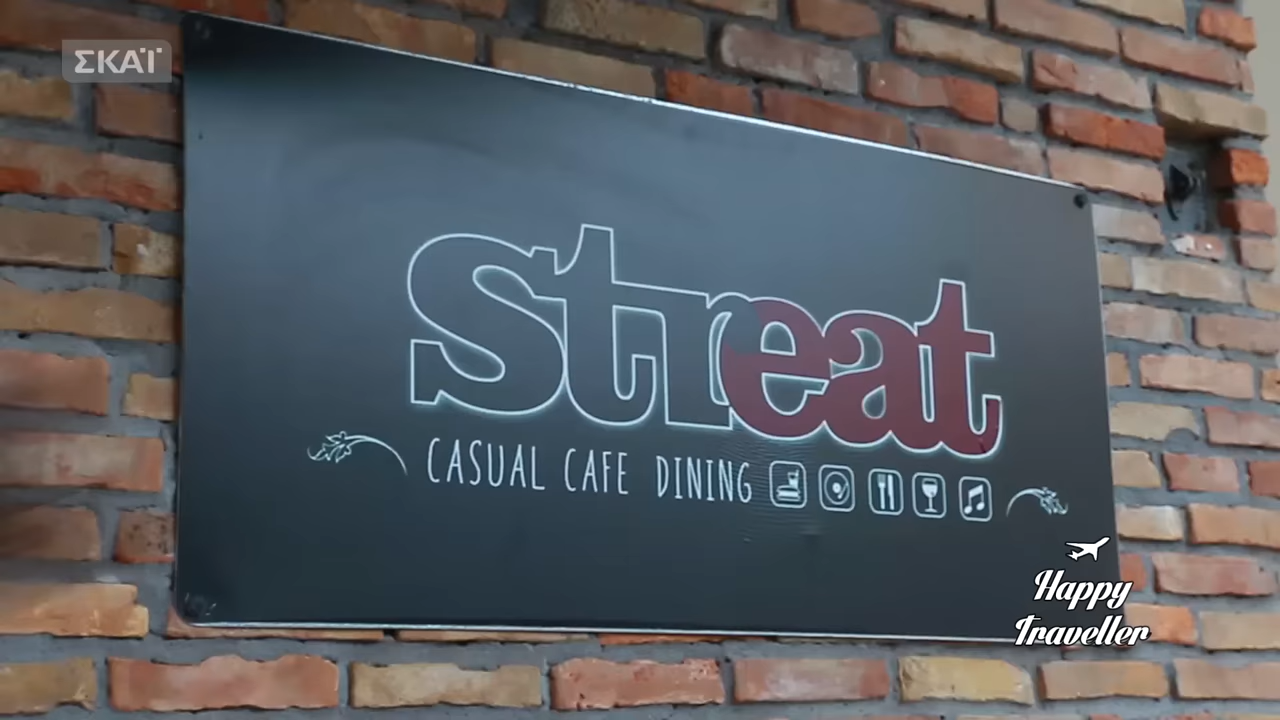 ΣΚΑΪ
streat
CASUAL CAFE DINING
Happy
Traveller